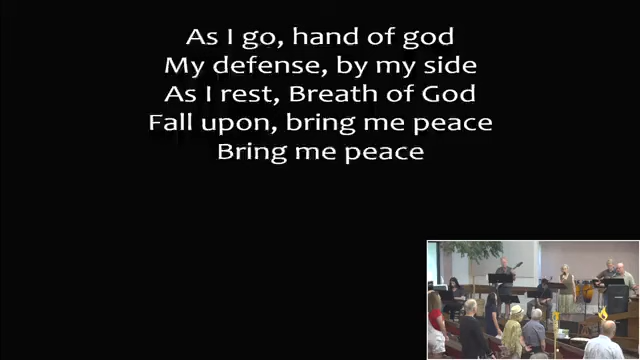 As I go, hand of god
My defense, by my side
As I rest, Breath of God
Fall upon, bring me peace
Bring me peace